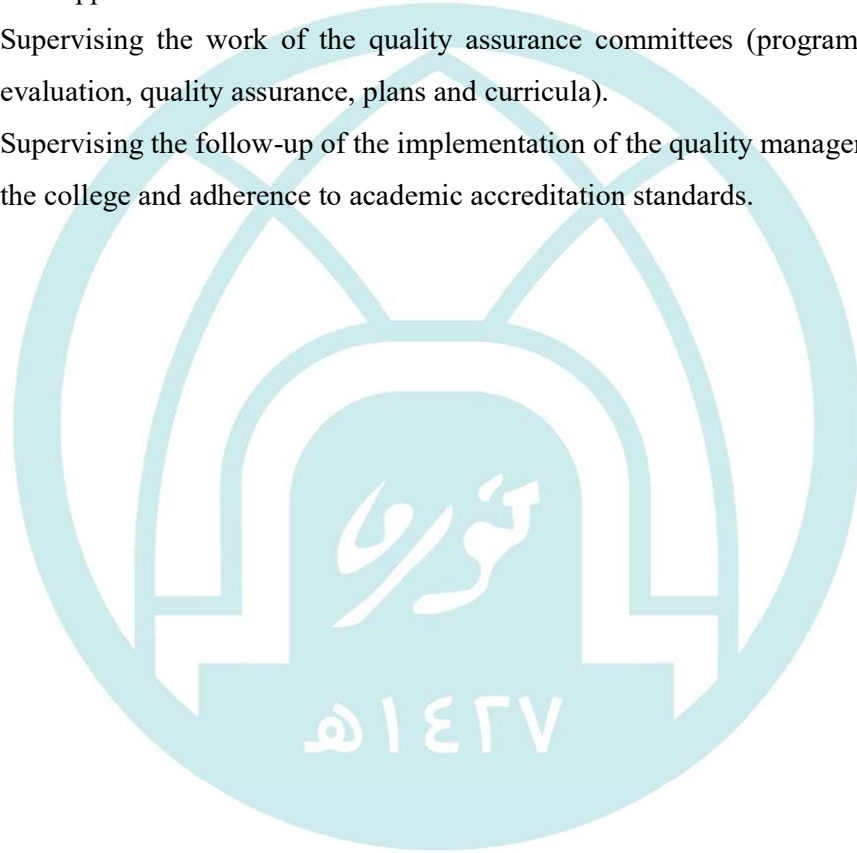 Supervising the work of the quality assurance committees (program
evaluation, quality assurance, plans and curricula).
Supervising the follow-up of the implementation of the quality
the college and adherence to academic accreditation standards.
١٤٢٧هـ